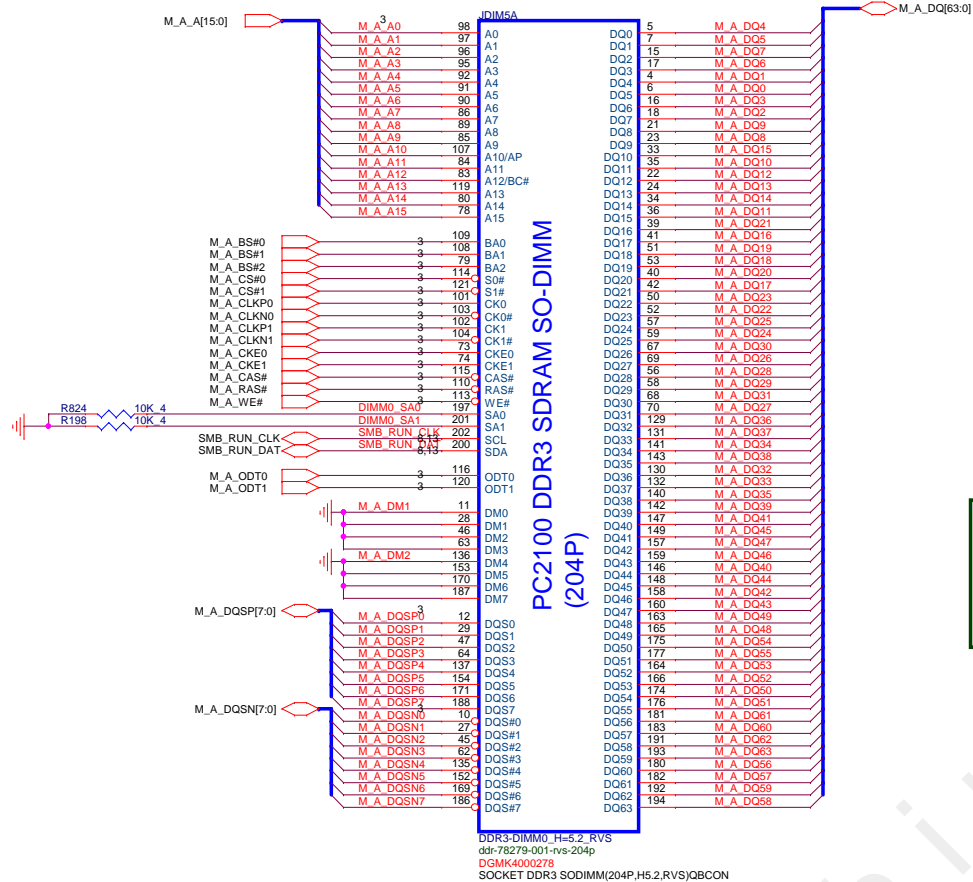 M_A_A[15:0]
3
M_A_A0 98 A0
M_A_A1 97 A1
M_A_A2 96 A2
M_A_A3 95 A3
M_A_A4 92 A4
M_A_A5 91 A5
M_A_A6 90 A6
M_A_A7 86 A7
M_A_A8 89 A8
M_A_A9 85 A9
M_A_A10 107 A10/AP
M_A_A11 84 A11
M_A_A12 83 A12/BC#
M_A_A13 119 A13
M_A_A14 80 A14
M_A_A15 78 A15
M_A_BS#0 3 109 BA0
M_A_BS#1 3 108 BA1
M_A_BS#2 3 79 BA2
M_A_CS#0 3 114 S0#
M_A_CS#1 3 121 S1#
M_A_CLKP0 3 101 CK0
M_A_CLKN0 3 103 CK0#
M_A_CLKP1 3 102 CK1
M_A_CLKN1 3 104 CK1#
M_A_CKE0 3 73 CKE0
M_A_CKE1 3 74 CKE1
M_A_CAS# 3 115 CAS#
M_A_RAS# 3 110 RAS#
M_A_WE# 3 113 WE#
R824 10K_4 DIMM0_SA0 197 SA0
R198 10K_4 DIMM0_SA1 201 SA1
SMB_RUN_CLK SMB_RUN_CLK 8,13 202 SCL
SMB_RUN_DAT SMB_RUN_DAT 8,13 200 SDA
M_A_ODT0 3 116 ODT0
M_A_ODT1 3 120 ODT1
M_A_DM1 11 DM0
28 DM1
46 DM2
63 DM3
M_A_DM2 136 DM4
153 DM5
170 DM6
187 DM7
M_A_DQSP[7:0]
3
M_A_DQSP0 12 DQS0
M_A_DQSP1 29 DQS1
M_A_DQSP2 47 DQS2
M_A_DQSP3 64 DQS3
M_A_DQSP4 137 DQS4
M_A_DQSP5 154 DQS5
M_A_DQSP6 171 DQS6
M_A_DQSP7 188 DQS7
M_A_DQSN[7:0]
3
M_A_DQSN0 10 DQS#0
M_A_DQSN1 27 DQS#1
M_A_DQSN2 45 DQS#2
M_A_DQSN3 62 DQS#3
M_A_DQSN4 135 DQS#4
M_A_DQSN5 152 DQS#5
M_A_DQSN6 169 DQS#6
M_A_DQSN7 186 DQS#7
JDIM5A
PC2100 DDR3 SDRAM SO-DIMM
(204P)
M_A_DQ[63:0]
DQ0 5 M_A_DQ4
DQ1 7 M_A_DQ5
DQ2 15 M_A_DQ7
DQ3 17 M_A_DQ6
DQ4 4 M_A_DQ1
DQ5 6 M_A_DQ0
DQ6 16 M_A_DQ3
DQ7 18 M_A_DQ2
DQ8 21 M_A_DQ9
DQ9 23 M_A_DQ8
DQ10 33 M_A_DQ15
DQ11 35 M_A_DQ10
DQ12 22 M_A_DQ12
DQ13 24 M_A_DQ13
DQ14 34 M_A_DQ14
DQ15 36 M_A_DQ11
DQ16 39 M_A_DQ21
DQ17 41 M_A_DQ16
DQ18 51 M_A_DQ19
DQ19 53 M_A_DQ18
DQ20 40 M_A_DQ20
DQ21 42 M_A_DQ17
DQ22 50 M_A_DQ23
DQ23 52 M_A_DQ22
DQ24 57 M_A_DQ25
DQ25 59 M_A_DQ24
DQ26 67 M_A_DQ30
DQ27 69 M_A_DQ26
DQ28 56 M_A_DQ28
DQ29 58 M_A_DQ29
DQ30 68 M_A_DQ31
DQ31 70 M_A_DQ27
DQ32 129 M_A_DQ36
DQ33 131 M_A_DQ37
DQ34 141 M_A_DQ34
DQ35 143 M_A_DQ38
DQ36 130 M_A_DQ32
DQ37 132 M_A_DQ33
DQ38 140 M_A_DQ35
DQ39 142 M_A_DQ39
DQ40 147 M_A_DQ41
DQ41 149 M_A_DQ45
DQ42 157 M_A_DQ47
DQ43 159 M_A_DQ46
DQ44 146 M_A_DQ40
DQ45 148 M_A_DQ44
DQ46 158 M_A_DQ42
DQ47 160 M_A_DQ43
DQ48 163 M_A_DQ49
DQ49 165 M_A_DQ48
DQ50 175 M_A_DQ54
DQ51 177 M_A_DQ55
DQ52 164 M_A_DQ53
DQ53 166 M_A_DQ52
DQ54 174 M_A_DQ50
DQ55 176 M_A_DQ51
DQ56 181 M_A_DQ61
DQ57 183 M_A_DQ60
DQ58 191 M_A_DQ62
DQ59 193 M_A_DQ63
DQ60 180 M_A_DQ56
DQ61 182 M_A_DQ57
DQ62 192 M_A_DQ59
DQ63 194 M_A_DQ58
DDR3-DIMM0_H=5.2_RVS
ddr-78279-001-rvs-204p
DGMK4000278
SOCKET DDR3 SODIMM(204P,H5.2,RVS)QBCON